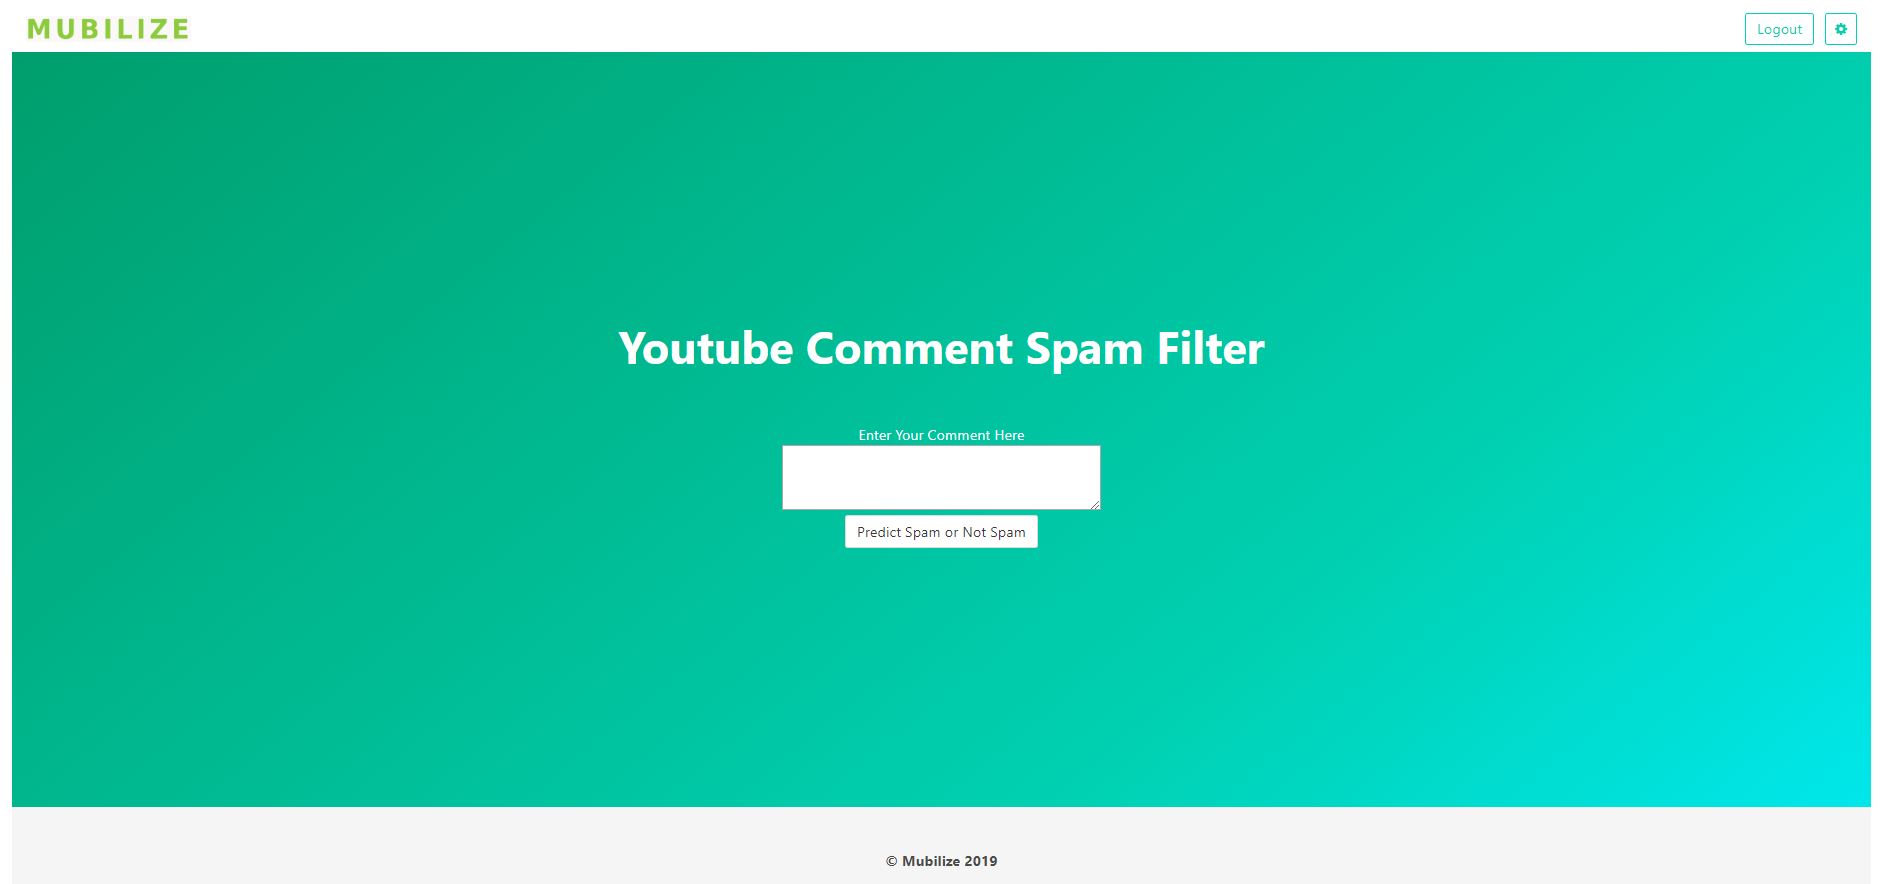 MUBILIZE
Logout
Youtube Comment Spam Filter
Enter Your Comment Here
Predict Spam or Not Spam
© Mubilize 2019